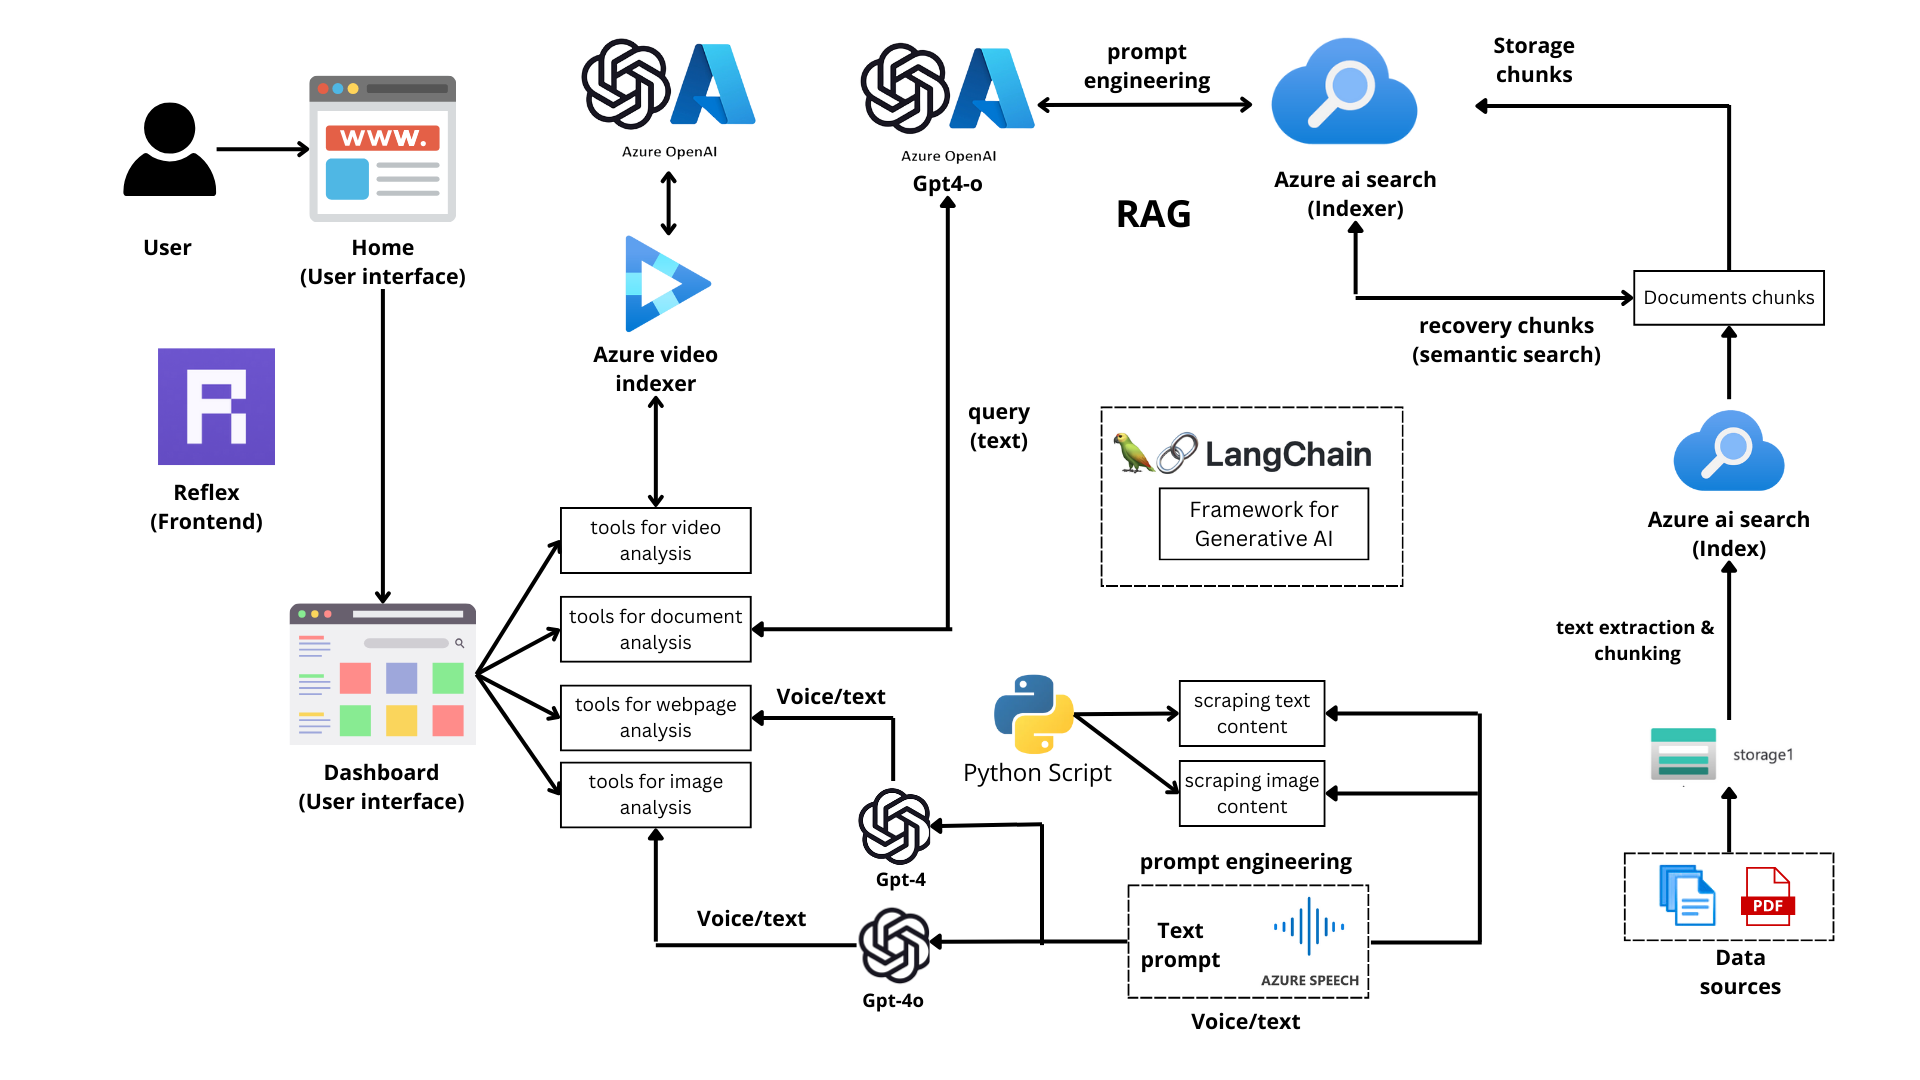 www.
User
Home
(User interface)
Reflex
(Frontend)
Dashboard
(User interface)
Azure OpenAI
Azure video
indexer
tools for video
analysis
tools for document
analysis
tools for webpage
analysis
tools for image
analysis
Azure OpenAI
Gpt4-o
query
(text)
Voice/text
Gpt-4
Voice/text
Gpt-4o
prompt
engineering
RAG
Azure ai search
(Indexer)
Storage
chunks
Documents chunks
recovery chunks
(semantic search)
LangChain
Framework for
Generative AI
Azure ai search
(Index)
text extraction &
chunking
storage1
PDF
Data
sources
Python Script
scraping text
content
scraping image
content
prompt engineering
Text
prompt
AZURE SPEECH
Voice/text